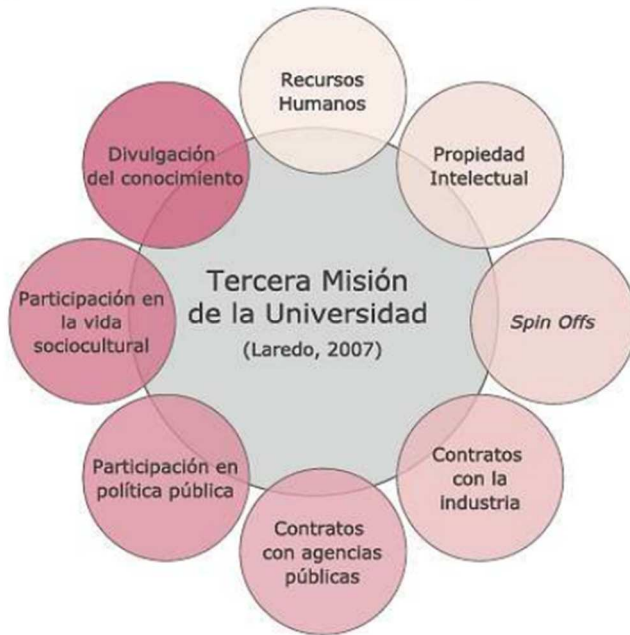 Recursos
Humanos
Propiedad
Intelectual
Spin Offs
Contratos
con la
industria
Contratos
con agencias
públicas
Participación en
política pública
Participación en
la vida
sociocultural
Divulgación
del conocimiento
Tercera Misión
de la Universidad
(Laredo, 2007)